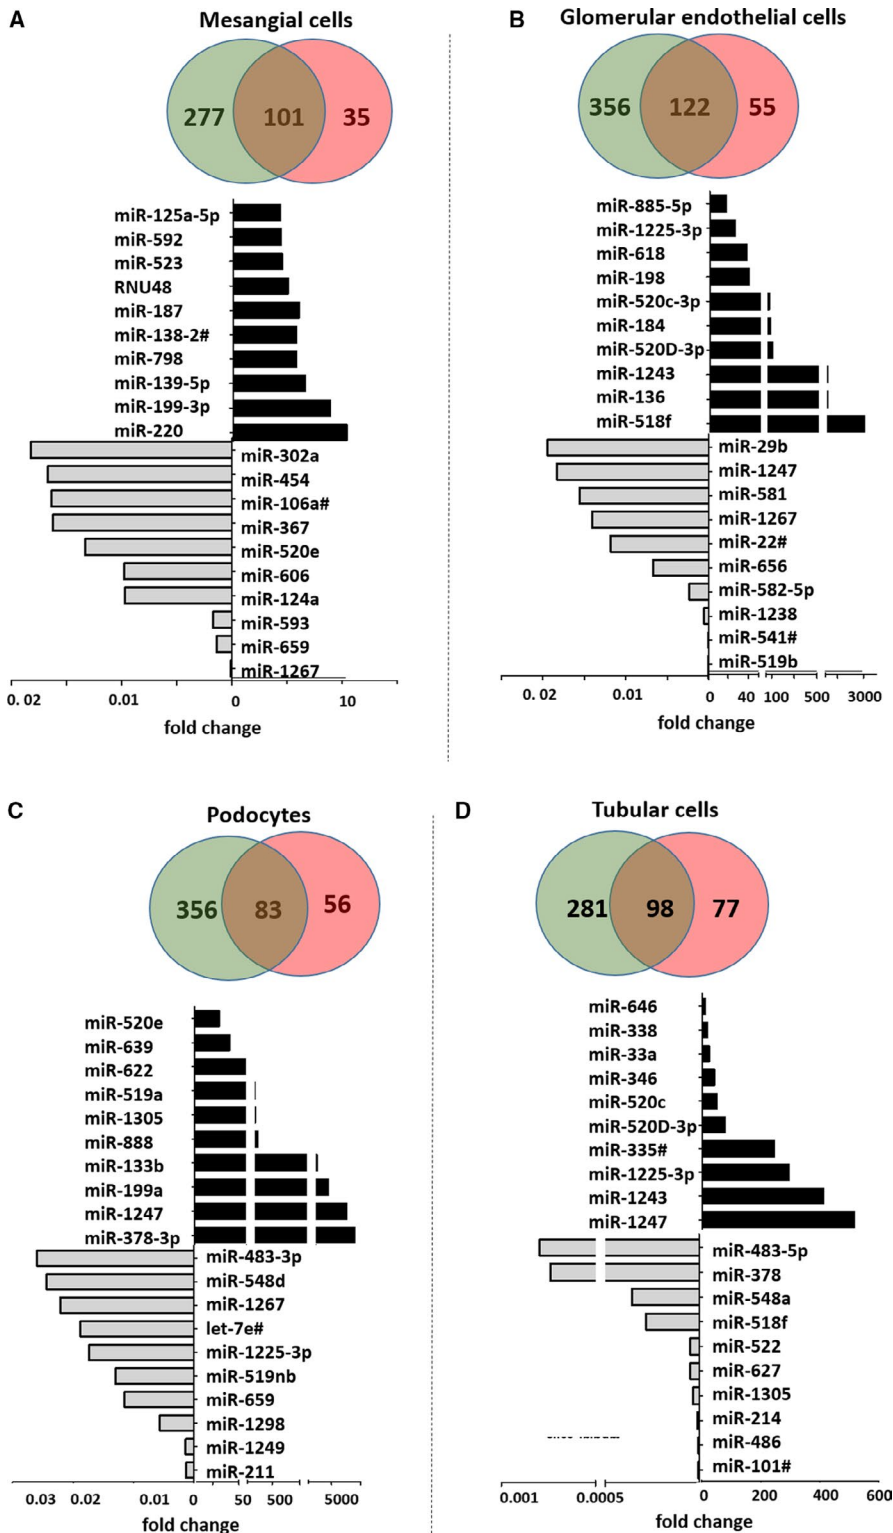 A
Mesangial cells
277 101 35
miR-125a-5p
miR-592
miR-523
RNU48
miR-187
miR-138-2#
miR-798
miR-139-5p
miR-199-3p
miR-220
miR-302a
miR-454
miR-106a#
miR-367
miR-520e
miR-606
miR-124a
miR-593
miR-659
miR-1267
0. 02 0.01 0 10
fold change
B
Glomerular endothelial cells
356 122 55
miR-885-5p
miR-1225-3p
miR-618
miR-198
miR-520c-3p
miR-184
miR-520D-3p
miR-1243
miR-136
miR-518f
miR-29b
miR-1247
miR-581
miR-1267
miR-22#
miR-656
miR-582-5p
miR-1238
miR-541#
miR-519b
0. 02 0.01 0 40 100 500 3000
fold change
C
Podocytes
356 83 56
miR-520e
miR-639
miR-622
miR-519a
miR-1305
miR-888
miR-133b
miR-199a
miR-1247
miR-378-3p
miR-483-3p
miR-548d
miR-1267
let-7e#
miR-1225-3p
miR-519nb
miR-659
miR-1298
miR-1249
miR-211
0.03 0.02 0.01 0 50 500 5000
fold change
D
Tubular cells
281 98 77
miR-646
miR-338
miR-33a
miR-346
miR-520c
miR-520D-3p
miR-335#
miR-1225-3p
miR-1243
miR-1247
miR-483-5p
miR-378
miR-548a
miR-518f
miR-522
miR-627
miR-1305
miR-214
miR-486
miR-101#
0.001 0.0005 0 200 400 600
fold change